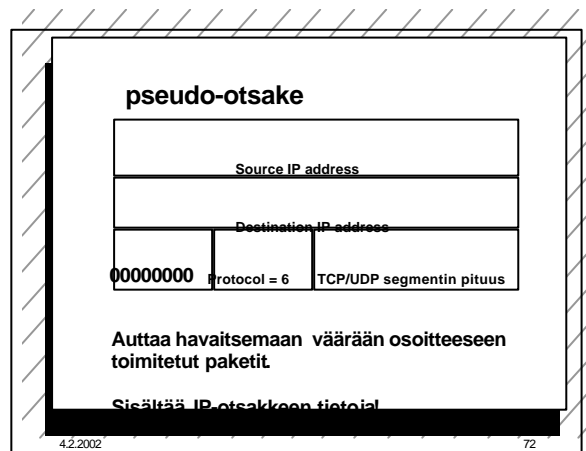 pseudo-otsake
Source IP address
Destination IP address
00000000 Protocol = 6 TCP/UDP segmentin pituus
Auttaa havaitsemaan väärään osoitteeseen
toimitetut paketit.
Sisältää IP-otsakkeen tietoja!
4.2.2002 72